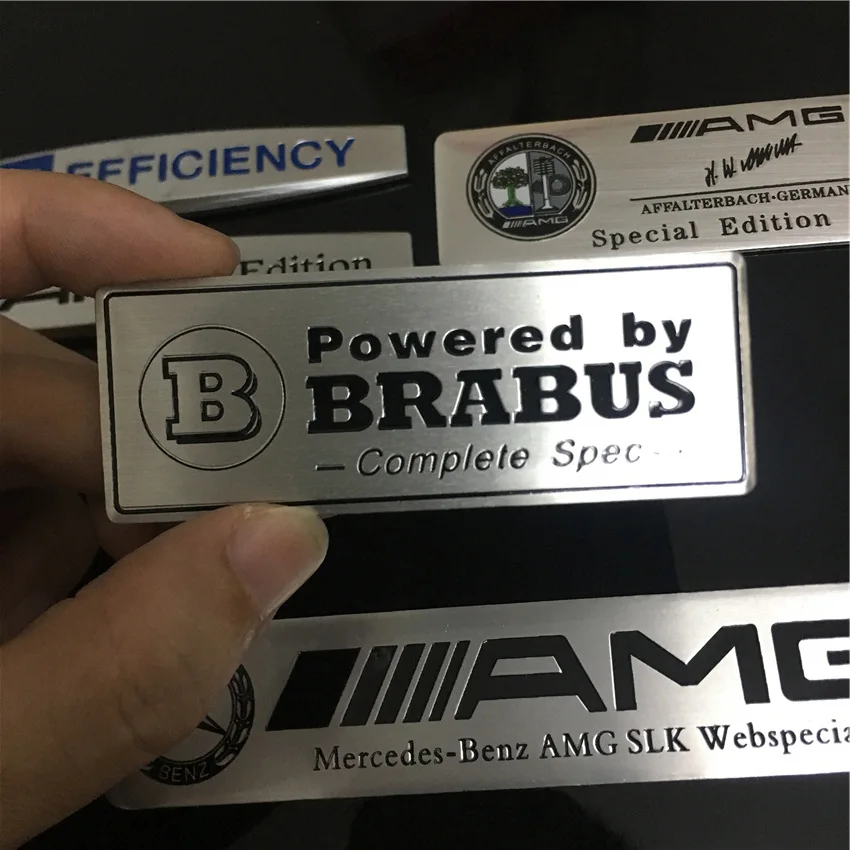 EFFICIENCY
AFFALTERBACH
AMG
AMG
AFFALTERBACH·GERMAN
Special Edition
Edition
B
Powered by
BRABUS
— Complete Spec
AMG
Mercedes-Benz AMG SLK Webspecia
BENZ